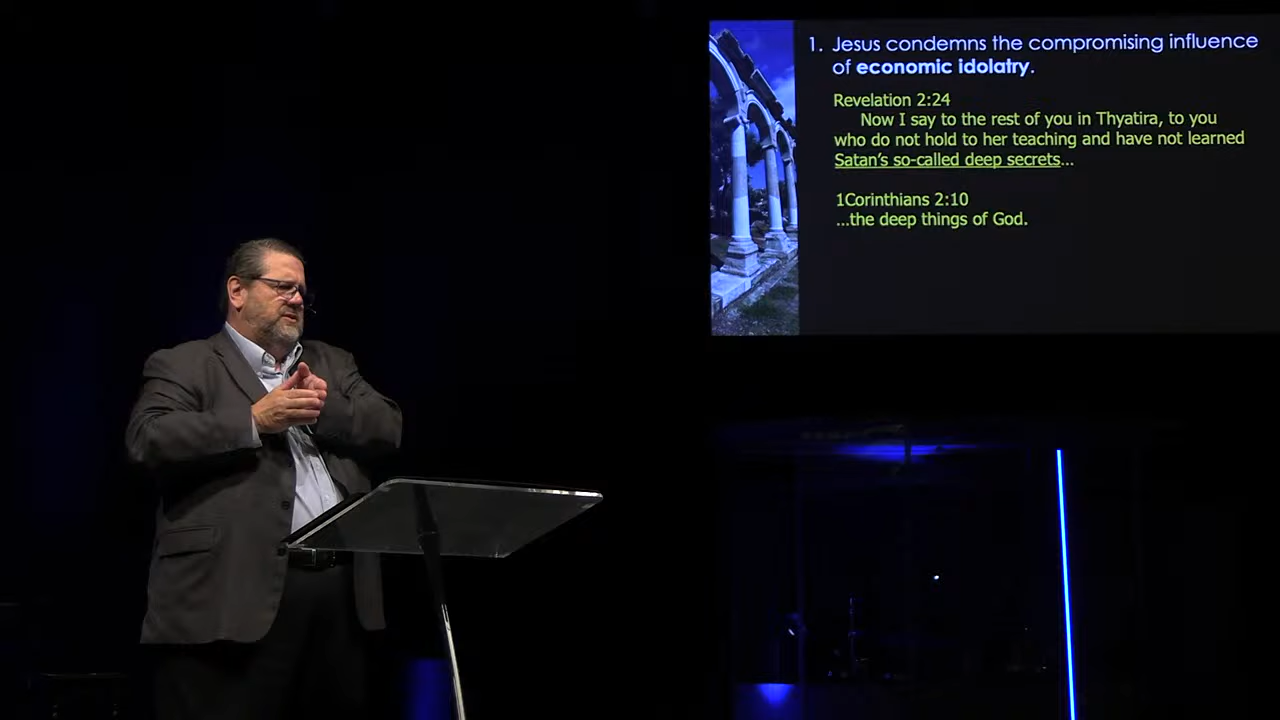 1. Jesus condemns the compromising influence
of economic idolatry.
Revelation 2:24
Now I say to the rest of you in Thyatira, to you
who do not hold to her teaching and have not learned
Satan's so-called deep secrets…
1Corinthians 2:10
…the deep things of God.